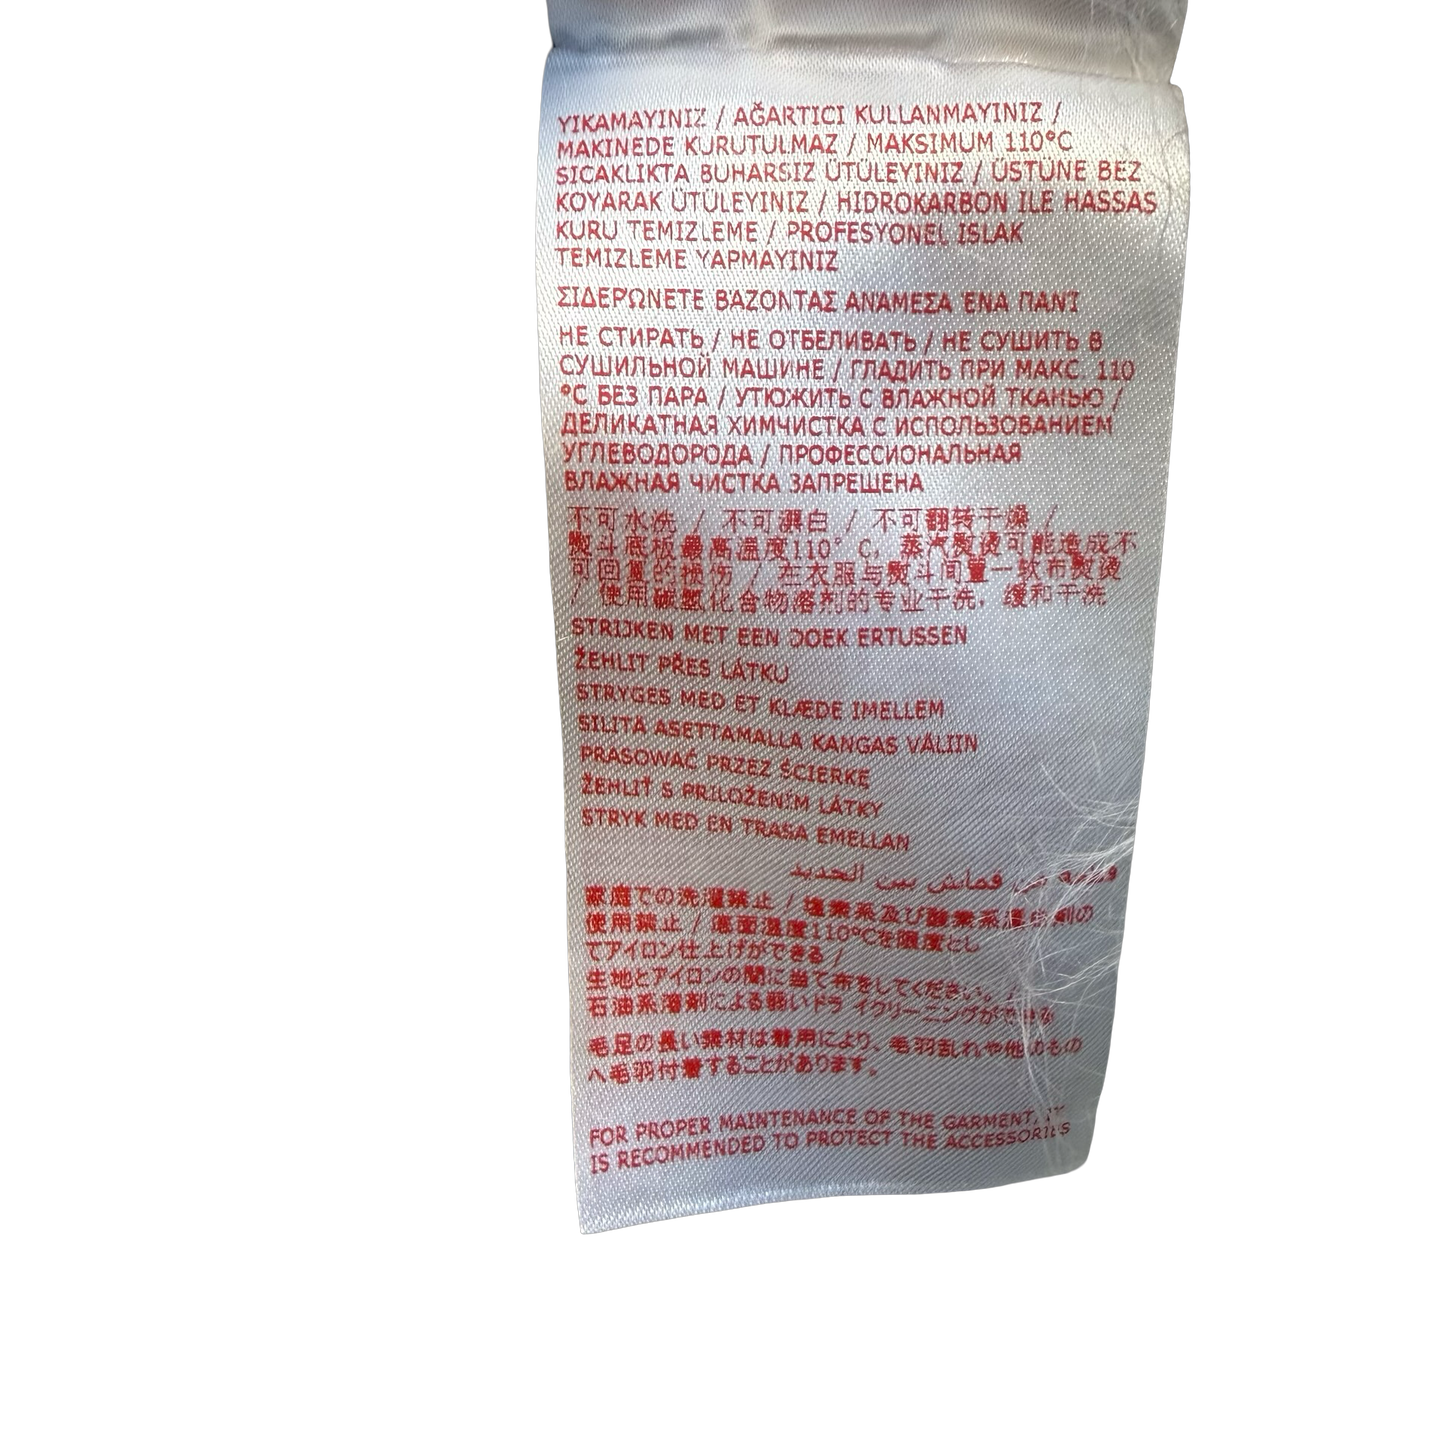 YIKAMAYINIZ / AĞARTICI KULLANMAYINIZ /
MAKINEDE KURUTULMAZ / MAKSIMUM 110°C
SICAKLIKTA BUHARSIZ ÜTÜLEYINIZ / ÜSTÜNE BEZ
KOYARAK ÜTÜLEYINIZ / HIDROKARBON ILE HASSAS
KURU TEMIZLEME / PROFESYONEL ISLAK
TEMIZLEME YAPMAYINIZ
ΣΙΔΕΡΩΝΕΤΕ ΒΑΖΟΝΤΑΣ ΑΝΑΜΕΣΑ ΈΝΑ ΠΑΝΊ
НЕ СТИРАТЬ / НЕ ОТБЕЛИВАТЬ / НЕ СУШИТЬ В
СУШИЛЬНОЙ МАШИНЕ / ГЛАДИТЬ ПРИ МАКС. 110
°C БЕЗ ПАРА / УТЮЖИТЬ С ВЛАЖНОЙ ТКАНЬЮ /
ДЕЛИКАТНАЯ ХИМЧИСТКА С ИСПОЛЬЗОВАНИЕМ
УГЛЕВОДОРОДА / ПРОФЕССИОНАЛЬНАЯ
ВЛАЖНАЯ ЧИСТКА ЗАПРЕЩЕНА
不可水洗 / 不可漂白 / 不可翻转干燥 /
熨斗底板最高温度110° C, 蒸汽熨烫可能造成不
可回复的损伤 / 在衣服与熨斗间置一软布熨烫
/ 使用碳氢化合物溶剂的专业干洗, 缓和干洗
STRIJKEN MET EEN DOEK ERTUSSEN
ŽEHLIT PŘES LÁTKU
STRYGES MED ET KLÆDE IMELLEM
SILITÄ ASETTAMALLA KANGAS VÄLIIN
PRASOWAĆ PRZEZ ŚCIERKĘ
ŽEHLIŤ S PRILOŽENÍM LÁTKY
STRYK MED EN TRASA EMELLAN
قماش بين الحديد
家庭での洗濯禁止 / 塩素系及び酸素系漂白剤の
使用禁止 / 底面温度110°Cを限度とし
てアイロン仕上げができる /
生地とアイロンの間に当て布をしてください。
石油系溶剤による弱いドライクリーニングができる
毛足の長い素材は着用により、毛羽乱れや他のもの
へ毛羽付着することがあります。
FOR PROPER MAINTENANCE OF THE GARMENT, IT
IS RECOMMENDED TO PROTECT THE ACCESSORIES